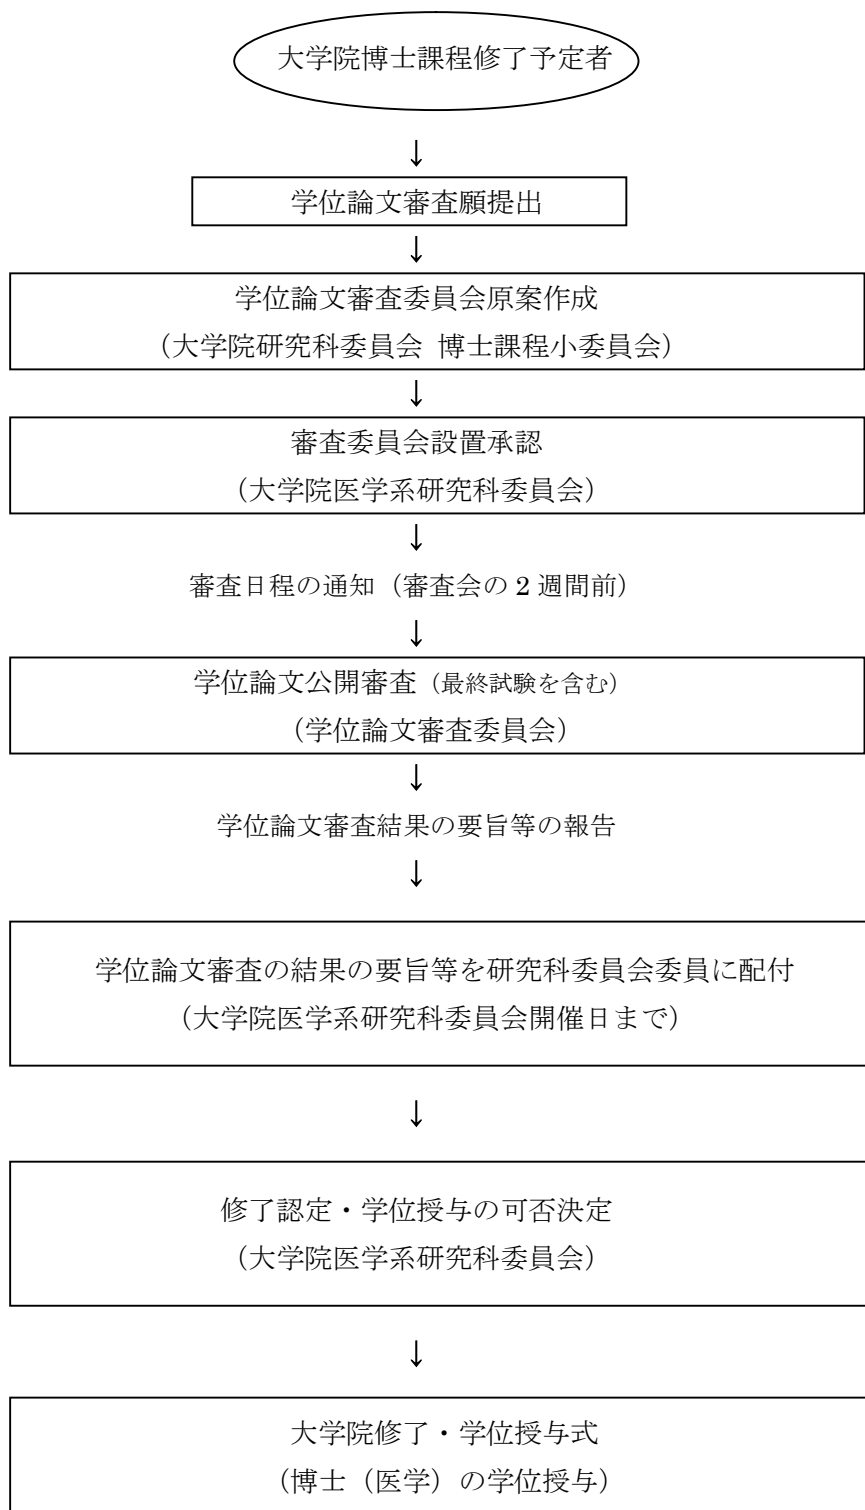 大学院博士課程修了予定者
↓
学位論文審査願提出
↓
学位論文審査委員会原案作成
（大学院研究科委員会 博士課程小委員会）
↓
審査委員会設置承認
（大学院医学系研究科委員会）
↓
審査日程の通知（審査会の 2 週間前）
↓
学位論文公開審査（最終試験を含む）
（学位論文審査委員会）
↓
学位論文審査結果の要旨等の報告
↓
学位論文審査の結果の要旨等を研究科委員会委員に配付
（大学院医学系研究科委員会開催日まで）
↓
修了認定・学位授与の可否決定
（大学院医学系研究科委員会）
↓
大学院修了・学位授与式
（博士（医学）の学位授与）